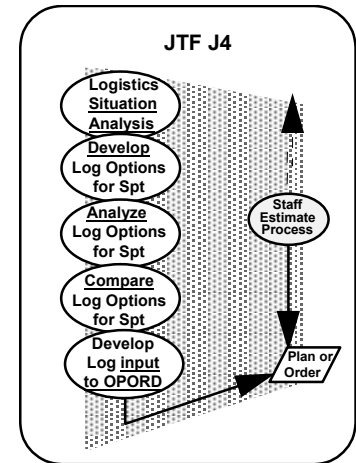 JTF J4
Logistics
Situation
Analysis
Develop
Log Options
for Spt
Analyze
Log Options
for Spt
Compare
Log Options
for Spt
Develop
Log input
to OPORD
Staff
Estimate
Process
Plan or
Order